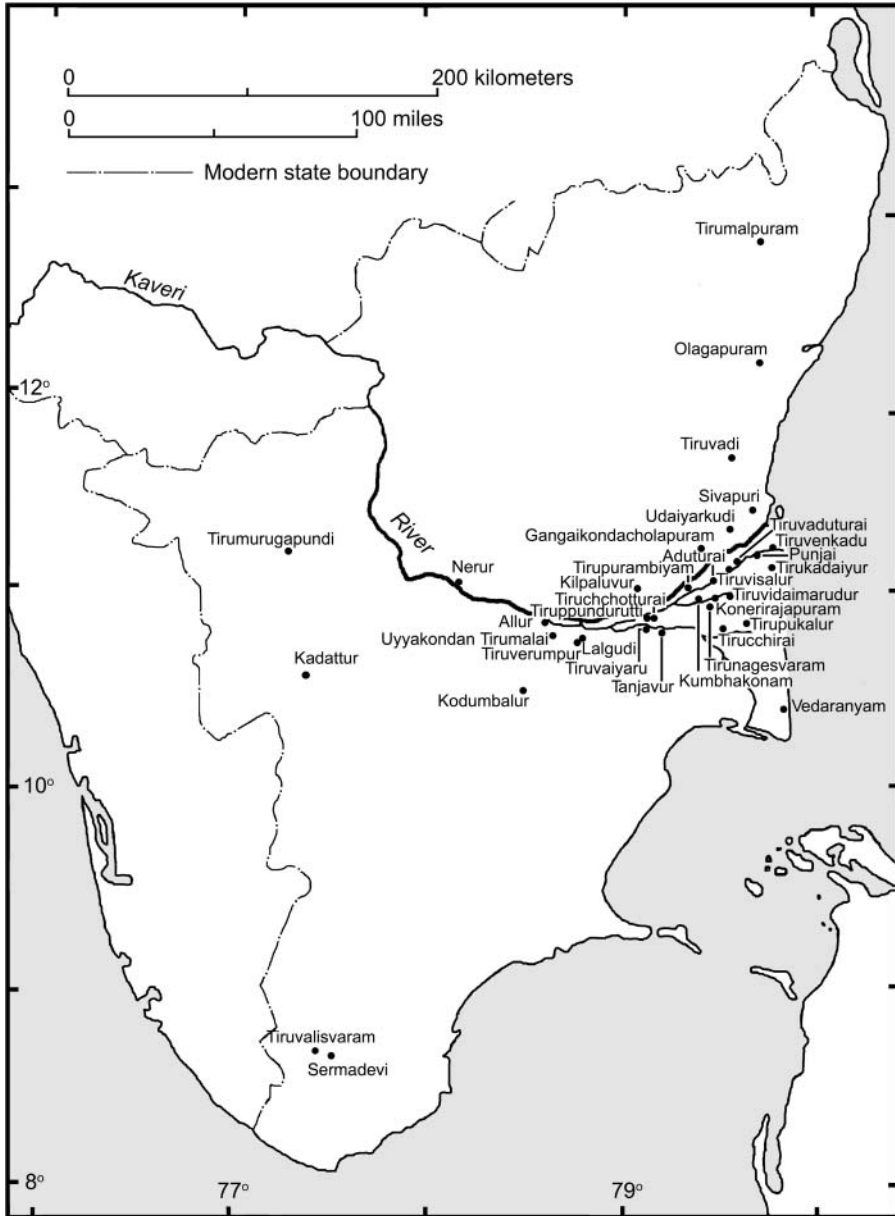 0 200 kilometers
0 100 miles
Modern state boundary
Tirumalpuram
Kaveri
Olagapuram
12°
Tiruvadi
Sivapuri
Udaiyarkudi
Tiruvaduturai
Gangaikondacholapuram
Tiruvenkadu
Tirumurugapundi
River
Aduturai
Punjai
Nerur
Tirupurambiyam
Tirukadaiyur
Kilpaluvur
Tiruvisalur
Tiruchchotturai
Tiruvidaimarudur
Tiruppundurutti
Konerirajapuram
Allur
Tirupukalur
Uyyakondan Tirumalai
Tirucchirai
Tiruverumpur
Lalgudi
Tiruvaiyaru
Tirunagesvaram
Kadattur
Tanjavur
Kumbhakonam
Kodumbalur
Vedaranyam
10°
Tiruvalisvaram
Sermadevi
8°
77°
79°